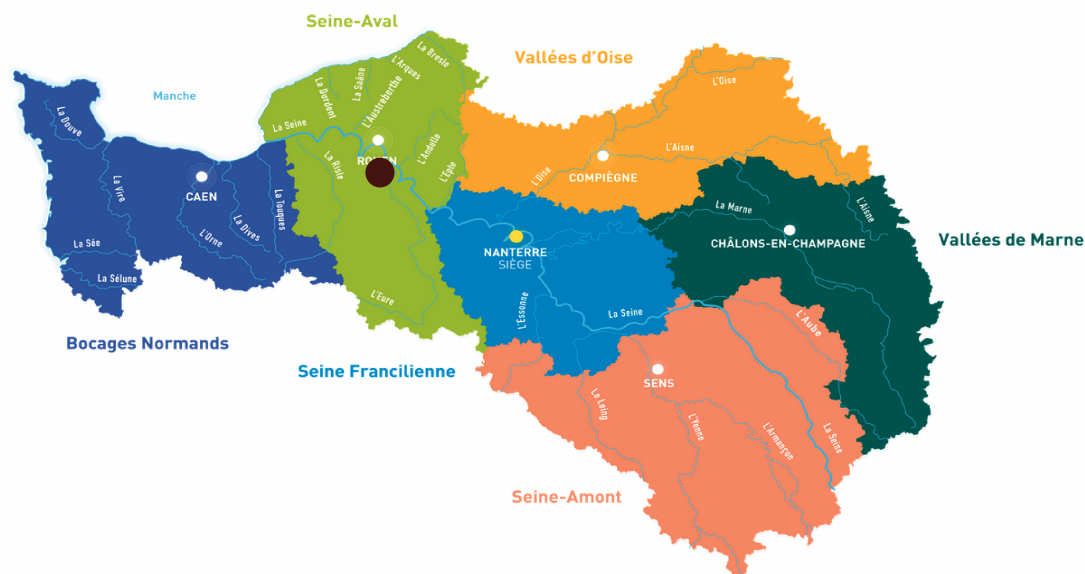 Seine-Aval
Vallées d'Oise
Manche
La Bresle
L'Arques
La Saâne
La Durdent
L'Austreberthe
La Seine
L'Oise
La Douve
ROUEN
L'Andelle
L'Epte
La Risle
L'Aisne
COMPIÈGNE
L'Oise
La Vire
CAEN
La Touques
La Dives
L'Orne
La Marne
L'Aisne
CHÂLONS-EN-CHAMPAGNE
Vallées de Marne
NANTERRE
SIÈGE
La Sée
La Sélune
L'Eure
L'Essonne
La Seine
L'Aube
Bocages Normands
Seine Francilienne
SENS
Le Loing
L'Yonne
L'Armançon
La Seine
Seine-Amont